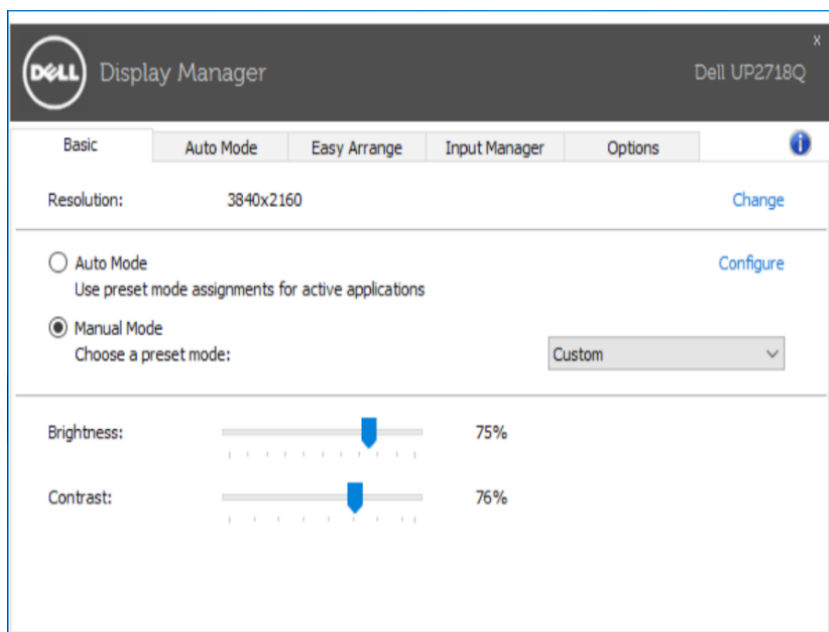 x
DELL Display Manager Dell UP2718Q
Basic Auto Mode Easy Arrange Input Manager Options i
Resolution: 3840x2160 Change
Auto Mode Configure
Use preset mode assignments for active applications
Manual Mode
Choose a preset mode: Custom
Brightness: 75%
Contrast: 76%